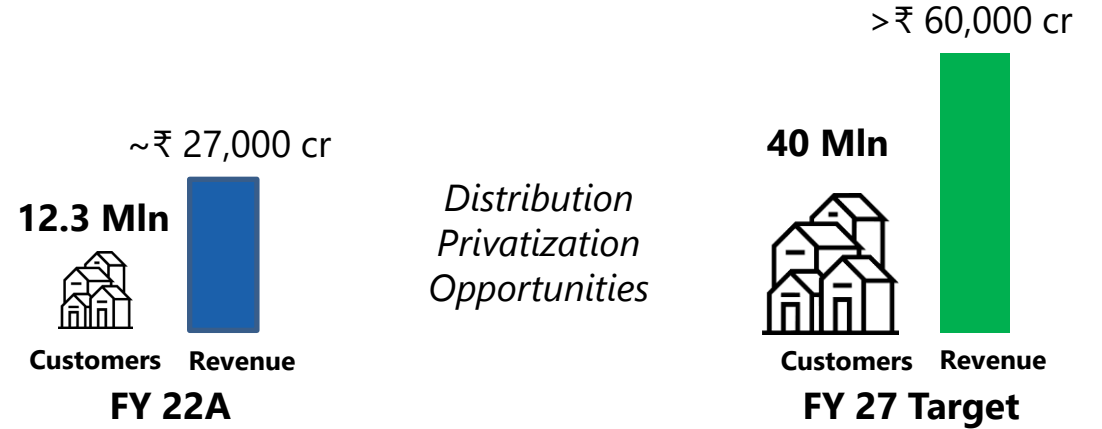 ~₹ 27,000 cr
12.3 Mln
Customers
Revenue
FY 22A
Distribution
Privatization
Opportunities
>₹ 60,000 cr
40 Mln
Customers
Revenue
FY 27 Target